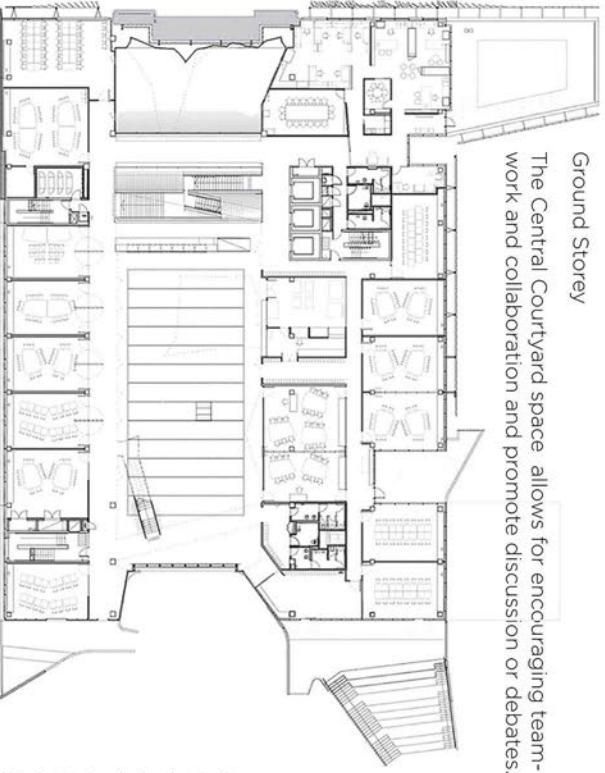 Ground Storey
The Central Courtyard space allows for encouraging team-
work and collaboration and promote discussion or debates.